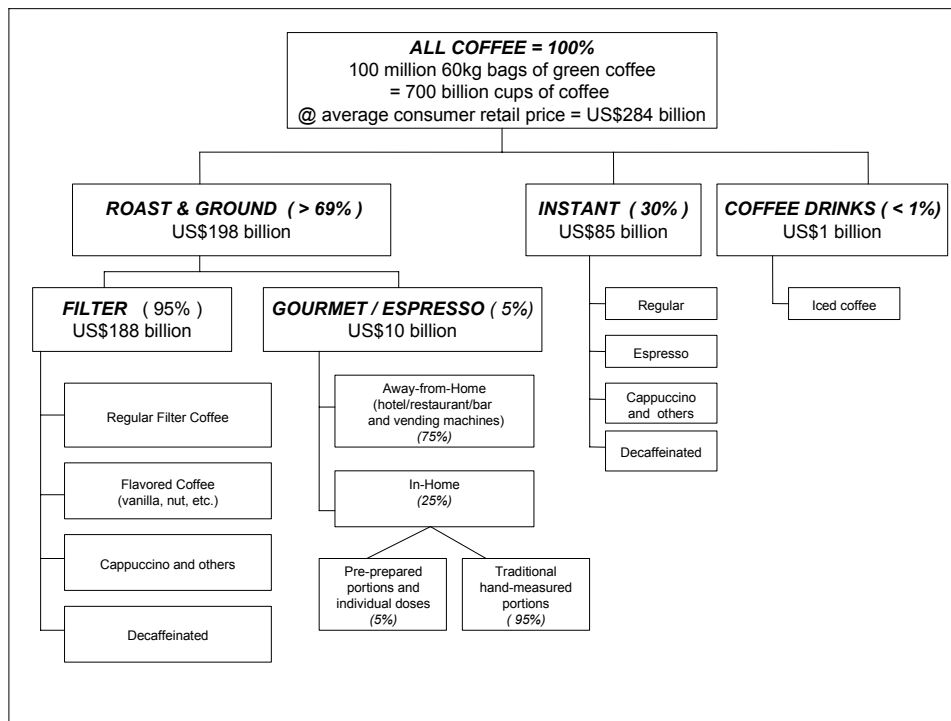 ALL COFFEE = 100%
100 million 60kg bags of green coffee
= 700 billion cups of coffee
@ average consumer retail price = US$284 billion
ROAST & GROUND ( > 69% )
US$198 billion
INSTANT ( 30%)
US$85 billion
COFFEE DRINKS ( < 1%)
US$1 billion
FILTER ( 95% )
US$188 billion
GOURMET / ESPRESSO ( 5%)
US$10 billion
Regular
Iced coffee
Espresso
Cappuccino
and others
Decaffeinated
Regular Filter Coffee
Flavored Coffee
(vanilla, nut, etc.)
Cappuccino and others
Decaffeinated
Away-from-Home
(hotel/restaurant/bar
and vending machines)
(75%)
In-Home
(25%)
Pre-prepared
portions and
individual doses
(5%)
Traditional
hand-measured
portions
( 95%)